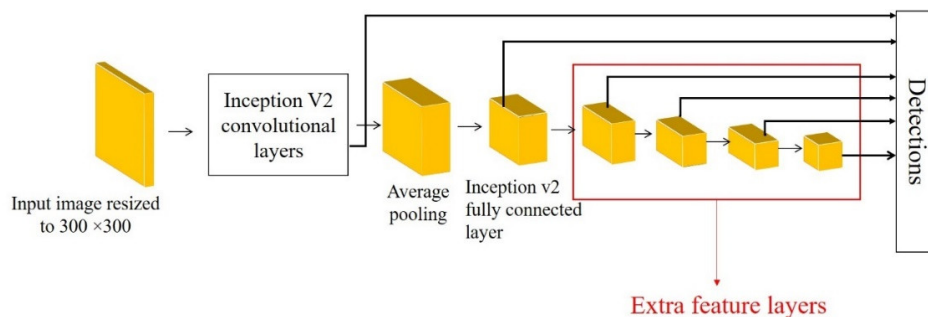 Input image resized
to 300 ×300
Inception V2
convolutional
layers
Average
pooling
Inception v2
fully connected
layer
Extra feature layers
Detections